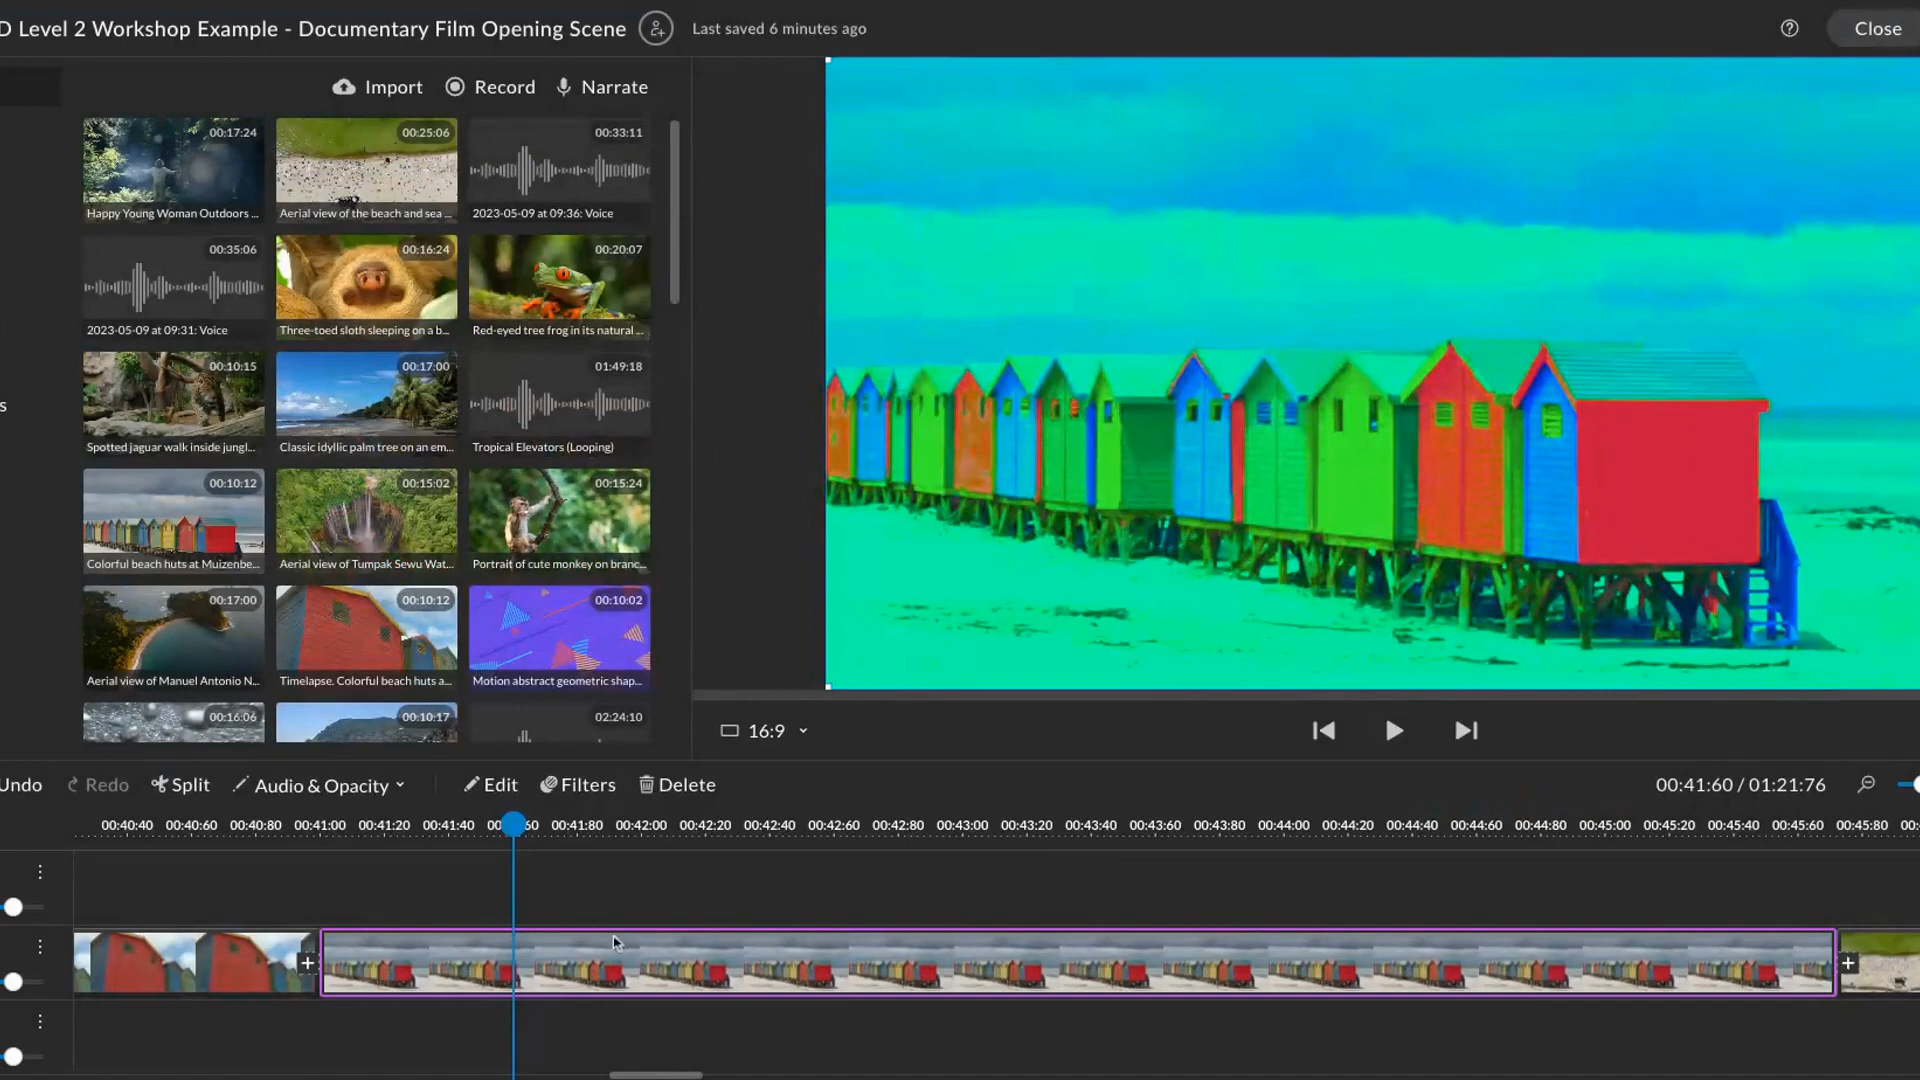 D Level 2 Workshop Example - Documentary Film Opening Scene
Last saved 6 minutes ago
Close
Import
Record
Narrate
00:17:24
Happy Young Woman Outdoors ...
00:25:06
Aerial view of the beach and sea ...
00:33:11
2023-05-09 at 09:36: Voice
00:35:06
2023-05-09 at 09:31: Voice
00:16:24
Three-toed sloth sleeping on a b...
00:20:07
Red-eyed tree frog in its natural ...
00:10:15
Spotted jaguar walk inside jungl...
00:17:00
Classic idyllic palm tree on an em...
01:49:18
Tropical Elevators (Looping)
s
00:10:12
Colorful beach huts at Muizenbe...
00:15:02
Aerial view of Tumpak Sewu Wat...
00:15:24
Portrait of cute monkey on branc...
00:17:00
Aerial view of Manuel Antonio N...
00:10:12
Timelapse. Colorful beach huts a...
00:10:02
Motion abstract geometric shap...
00:16:06
00:10:17
02:24:10
16:9
Undo
Redo
Split
Audio & Opacity
Edit
Filters
Delete
00:41:60 / 01:21:76
00:40:40 00:40:60 00:40:80 00:41:00 00:41:20 00:41:40 00: 60 00:41:80 00:42:00 00:42:20 00:42:40 00:42:60 00:42:80 00:43:00 00:43:20 00:43:40 00:43:60 00:43:80 00:44:00 00:44:20 00:44:40 00:44:60 00:44:80 00:45:00 00:45:20 00:45:40 00:45:60 00:45:80 00: